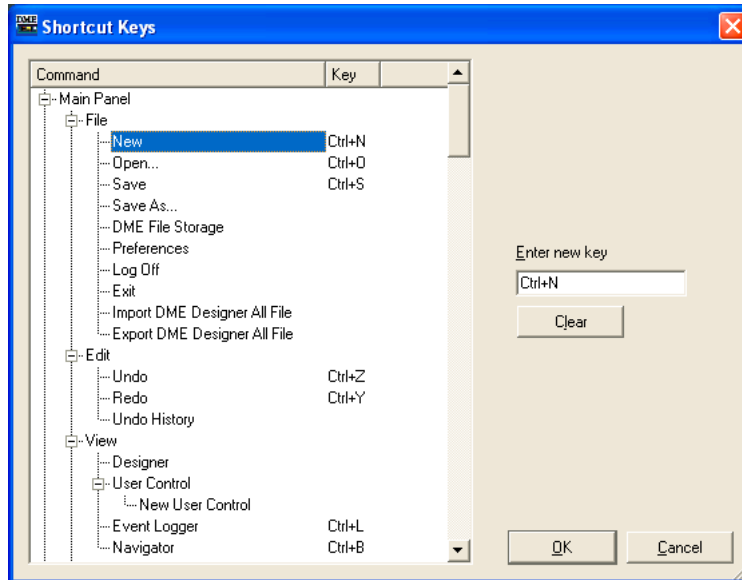 DME
Shortcut Keys
Command Key
Main Panel
File
New Ctrl+N
Open... Ctrl+O
Save Ctrl+S
Save As...
DME File Storage
Preferences
Log Off
Exit
Import DME Designer All File
Export DME Designer All File
Edit
Undo Ctrl+Z
Redo Ctrl+Y
Undo History
View
Designer
User Control
New User Control
Event Logger Ctrl+L
Navigator Ctrl+B
Enter new key
Ctrl+N
Clear
OK Cancel